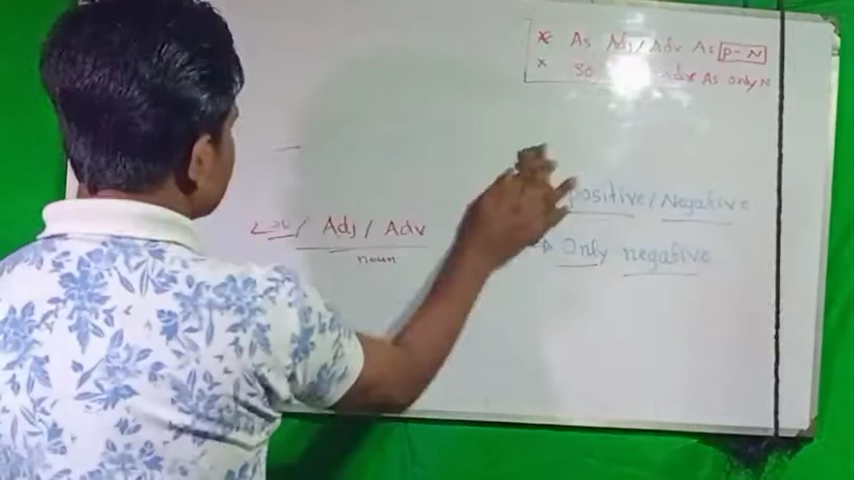 * As Adj/Adv As P-N
× So Adv As only N
positive/Negative
/ Adj / Adv
noun
Only negative